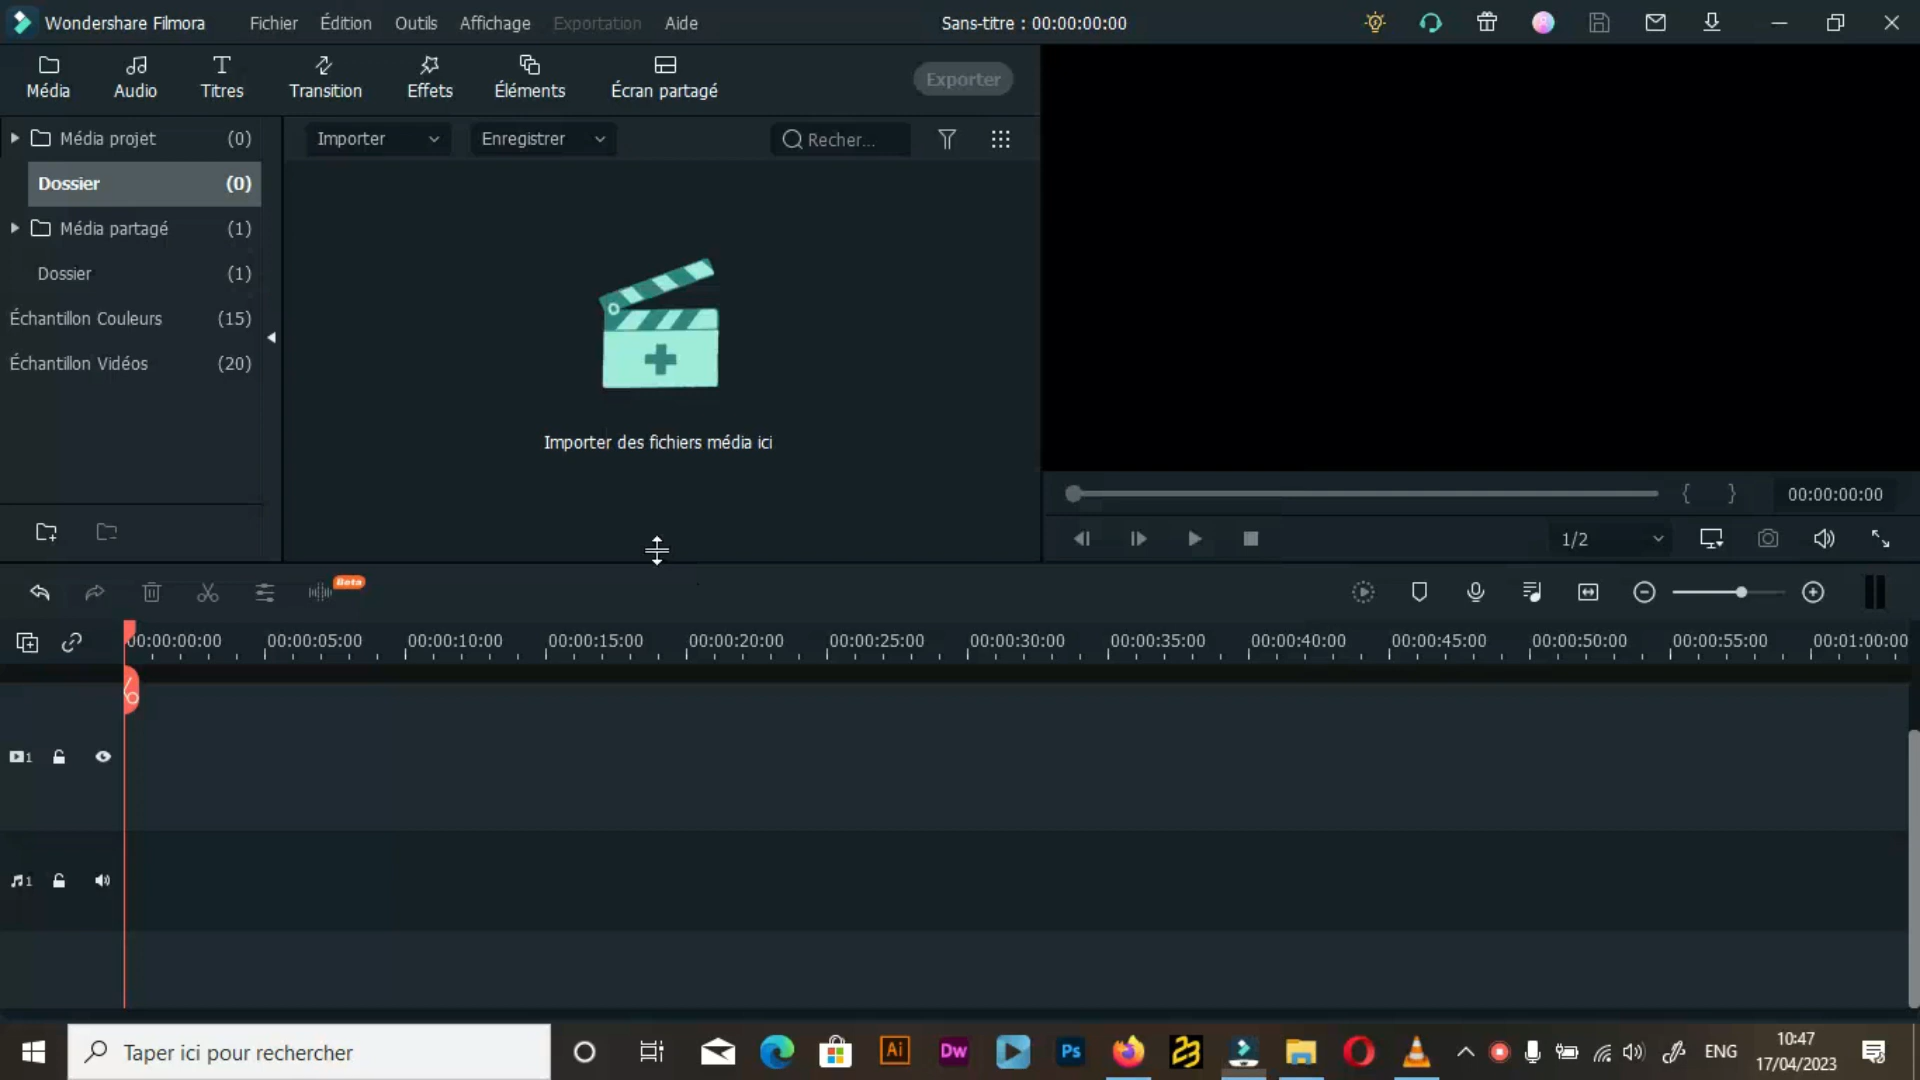 Wondershare Filmora
Fichier
Édition
Outils
Affichage
Exportation
Aide
Sans-titre : 00:00:00:00
Média
Audio
Titres
Transition
Effets
Éléments
Écran partagé
Exporter
Média projet (0)
Dossier (0)
Média partagé (1)
Dossier (1)
Échantillon Couleurs (15)
Échantillon Vidéos (20)
Importer
Enregistrer
Recher...
Importer des fichiers média ici
{ }
00:00:00:00
1/2
Beta
00:00:00:00
00:00:05:00
00:00:10:00
00:00:15:00
00:00:20:00
00:00:25:00
00:00:30:00
00:00:35:00
00:00:40:00
00:00:45:00
00:00:50:00
00:00:55:00
00:01:00:00
1
1
Taper ici pour rechercher
Ai
Dw
Ps
ENG
10:47
17/04/2023